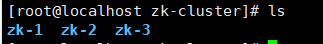 [root@localhost zk-cluster]# ls
zk-1  zk-2  zk-3